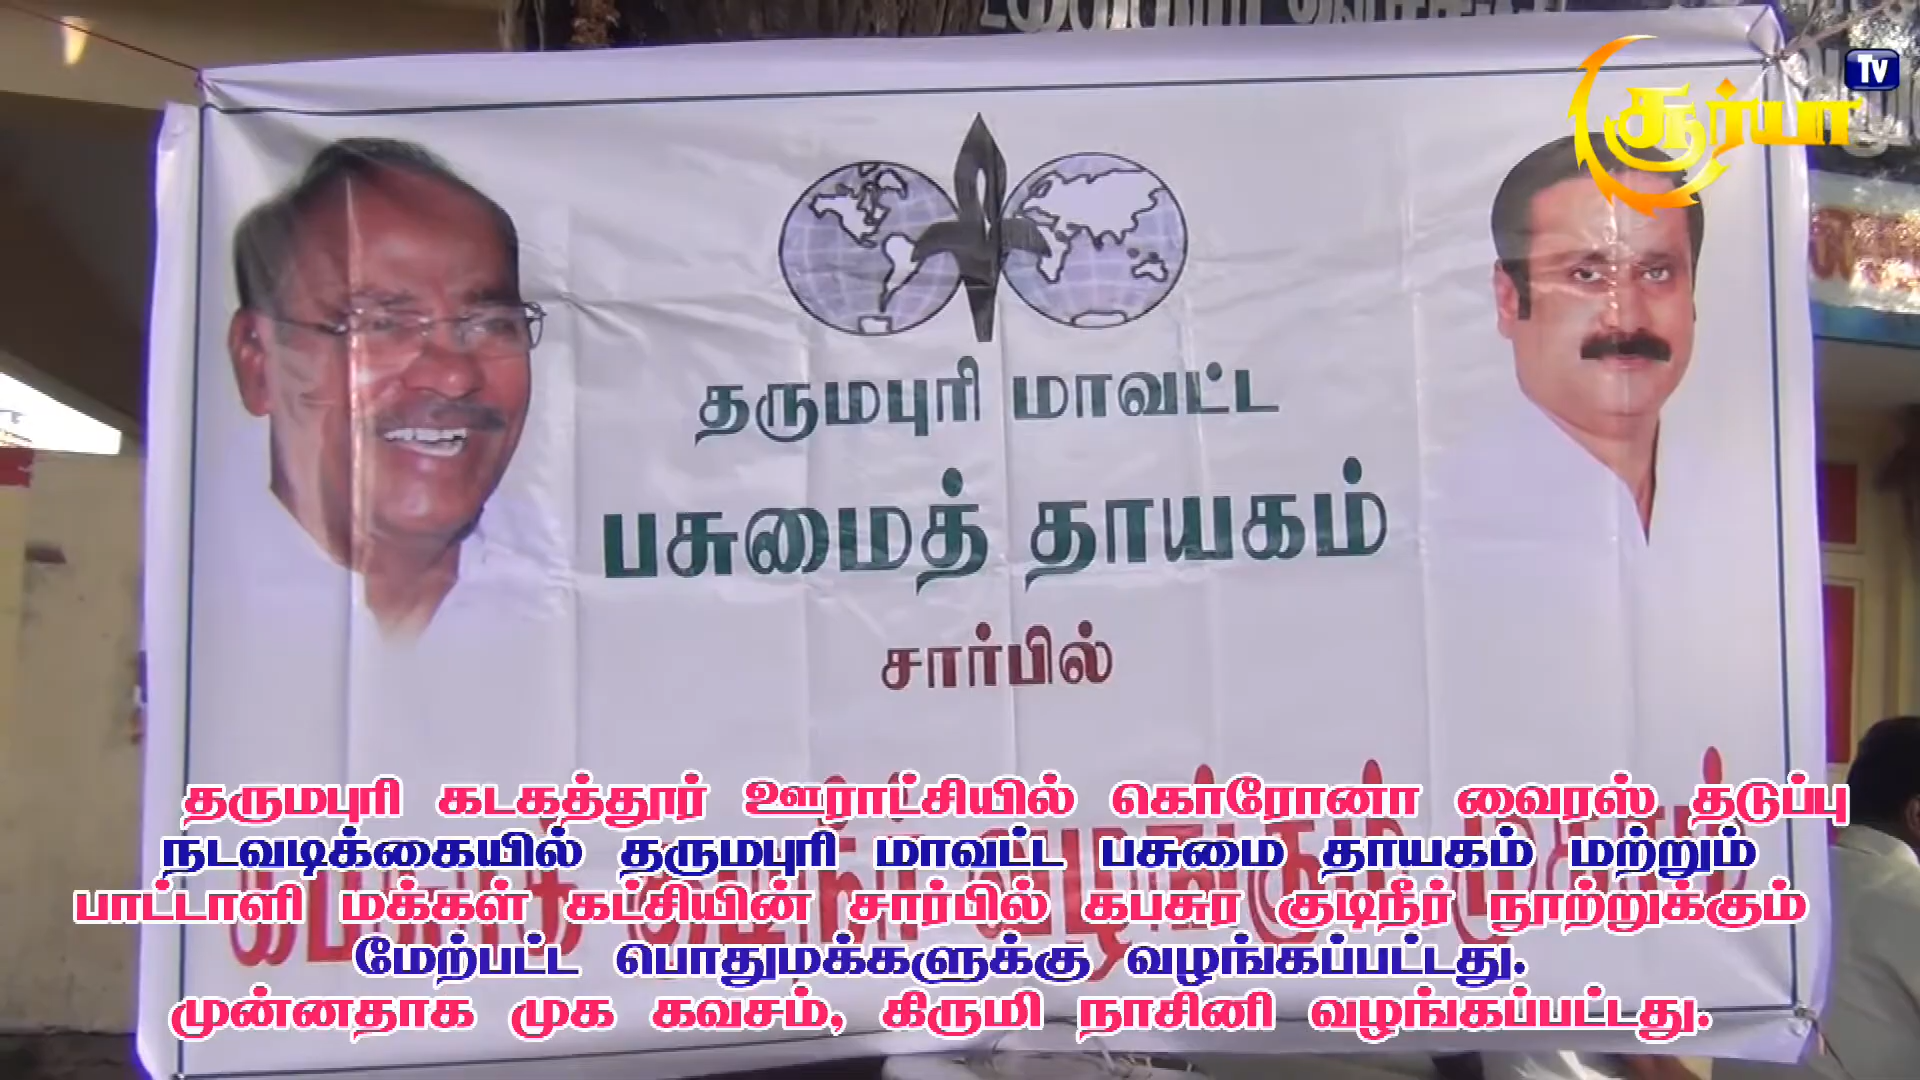 சூர்யா
Tv
தருமபுரி மாவட்ட
பசுமைத் தாயகம்
சார்பில்
தருமபுரி கடகத்தூர் ஊராட்சியில் கொரோனா வைரஸ் தடுப்பு
நடவடிக்கையில் தருமபுரி மாவட்ட பசுமை தாயகம் மற்றும்
பாட்டாளி மக்கள் கட்சியின் சார்பில் கபசுர குடிநீர் நூற்றுக்கும்
மேற்பட்ட பொதுமக்களுக்கு வழங்கப்பட்டது.
முன்னதாக முக கவசம், கிருமி நாசினி வழங்கப்பட்டது.